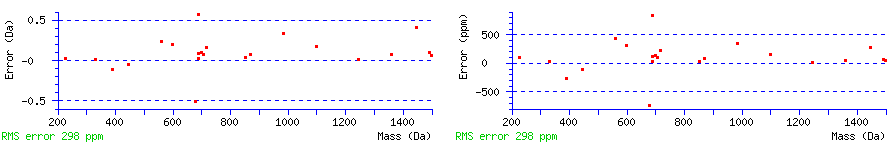 Error (Da)
0.5
-0
-0.5
200 400 600 800 1000 1200 1400
RMS error 298 ppm
Mass (Da)
Error (ppm)
500
0
-500
200 400 600 800 1000 1200 1400
RMS error 298 ppm
Mass (Da)